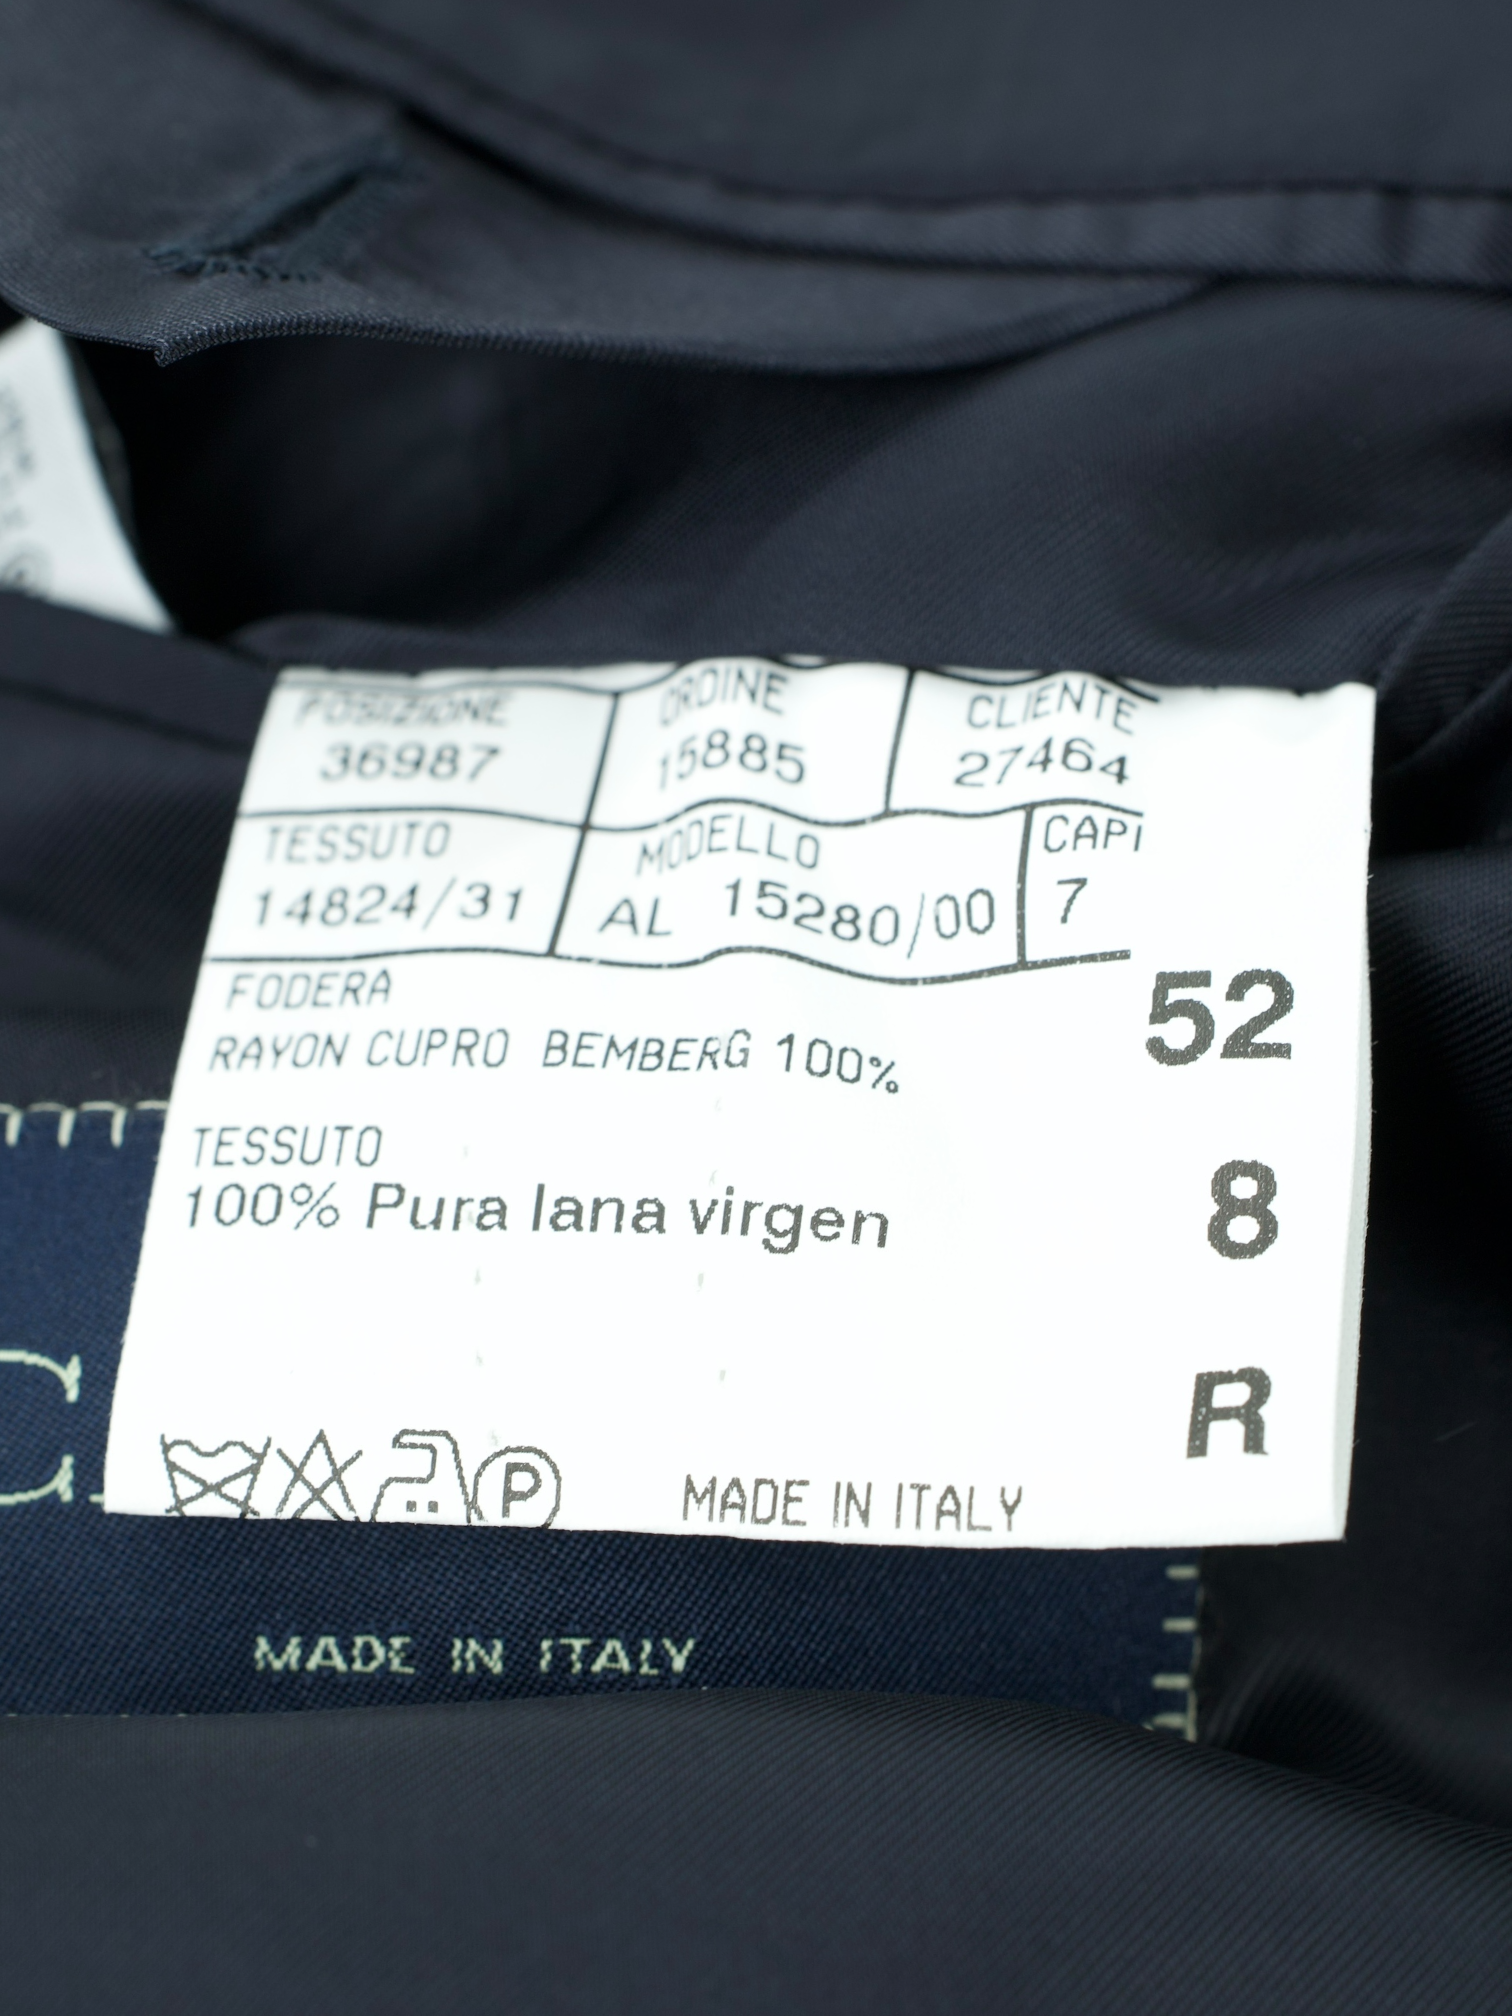 POSIZIONE ORDINE CLIENTE
36987 15885 27464
TESSUTO MODELLO CAPI
14824/31 AL 15280/00 7
FODERA
RAYON CUPRO BEMBERG 100%
52
TESSUTO
100% Pura lana virgen
8
R
P
MADE IN ITALY
C
MADE IN ITALY